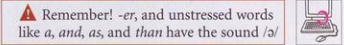 Remember! -er, and unstressed words
like a, and, as, and than have the sound /ə/